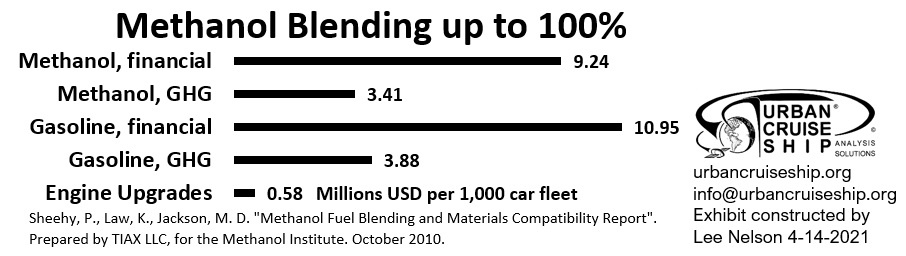 Methanol Blending up to 100%
Methanol, financial 9.24
Methanol, GHG 3.41
Gasoline, financial 10.95
Gasoline, GHG 3.88
Engine Upgrades 0.58 Millions USD per 1,000 car fleet
Sheehy, P., Law, K., Jackson, M. D. "Methanol Fuel Blending and Materials Compatibility Report".
Prepared by TIAX LLC, for the Methanol Institute. October 2010.
URBAN®
CRUISE ©
SHIP ANALYSIS
SOLUTIONS
urbancruiseship.org
info@urbancruiseship.org
Exhibit constructed by
Lee Nelson 4-14-2021